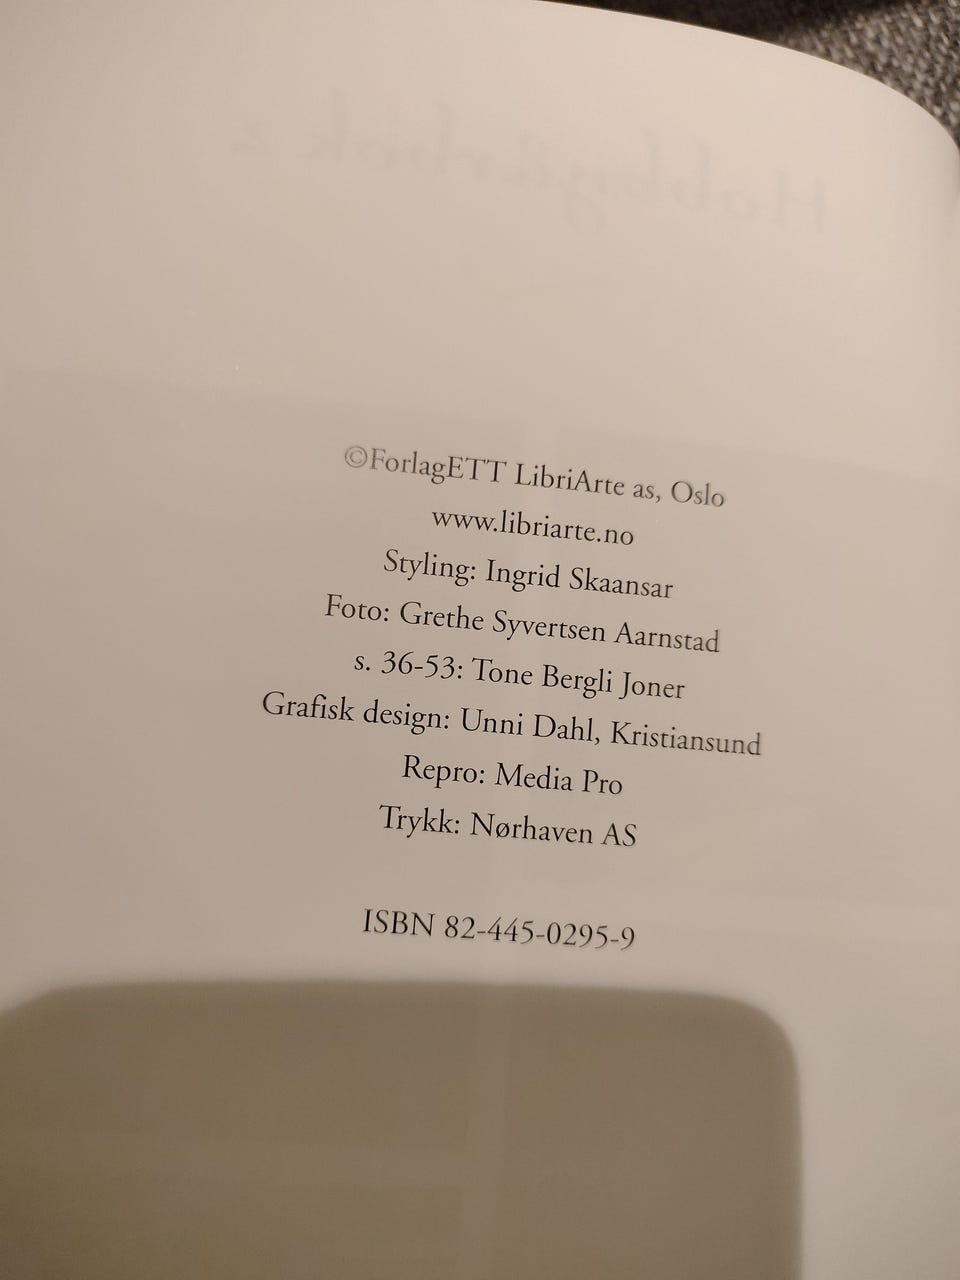 ©ForlagETT LibriArte as, Oslo
www.libriarte.no
Styling: Ingrid Skaansar
Foto: Grethe Syvertsen Aarnstad
s. 36-53: Tone Bergli Joner
Grafisk design: Unni Dahl, Kristiansund
Repro: Media Pro
Trykk: Nørhaven AS
ISBN 82-445-0295-9